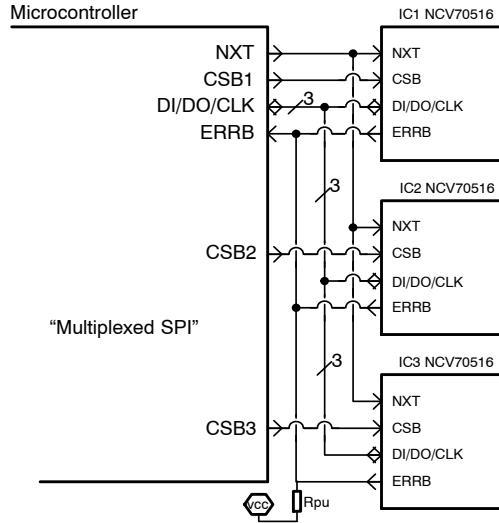 Microcontroller
IC1 NCV70516
NXT
NXT
CSB1
CSB
DI/DO/CLK
3
DI/DO/CLK
ERRB
ERRB
3
IC2 NCV70516
NXT
CSB2
CSB
DI/DO/CLK
ERRB
“Multiplexed SPI”
3
IC3 NCV70516
NXT
CSB3
CSB
DI/DO/CLK
ERRB
VCC
Rpu